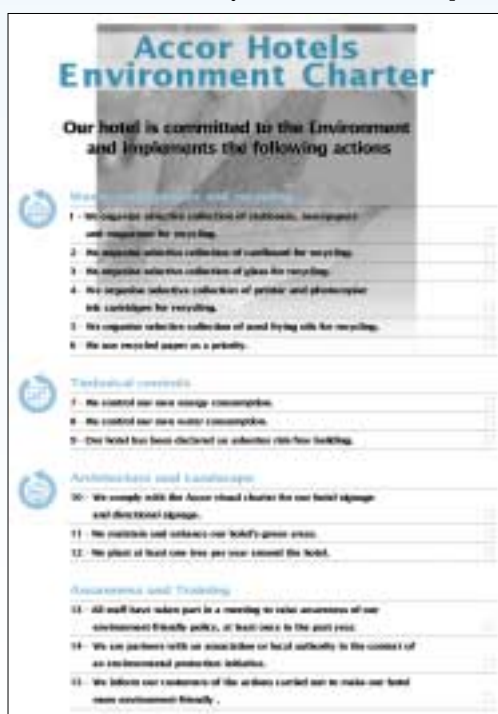 Accor Hotels
Environment Charter
Our hotel is committed to the Environment
and implements the following actions
and recycling
1 - We organise selective collection of newspapers
and magazines for recycling.
2 - We organise selective collection of cardboard for recycling.
3 - We organise selective collection of glass for recycling.
4 - We organise selective collection of printer and photocopier
ink cartridges for recycling.
5 - We organise selective collection of used frying oils for recycling.
6 - We use recycled paper as a priority.
Technical controls
7 - We control our own energy consumption.
8 - We control our own water consumption.
9 - Our hotel has been declared an asbestos risk-free building.
Architecture and Landscape
10 - We comply with the Accor visual charter for our hotel signage
and directional signage.
11 - We maintain and enhance our hotel's green areas.
12 - We plant at least one tree per year around the hotel.
Awareness and Training
13 - All staff have taken part in a meeting to raise awareness of our
environment friendly policy, at least once in the past year.
14 - We are partners with an association or local authority in the context of
an environmental protection initiative.
15 - We inform our customers of the actions carried out to make our hotel
more environment friendly .